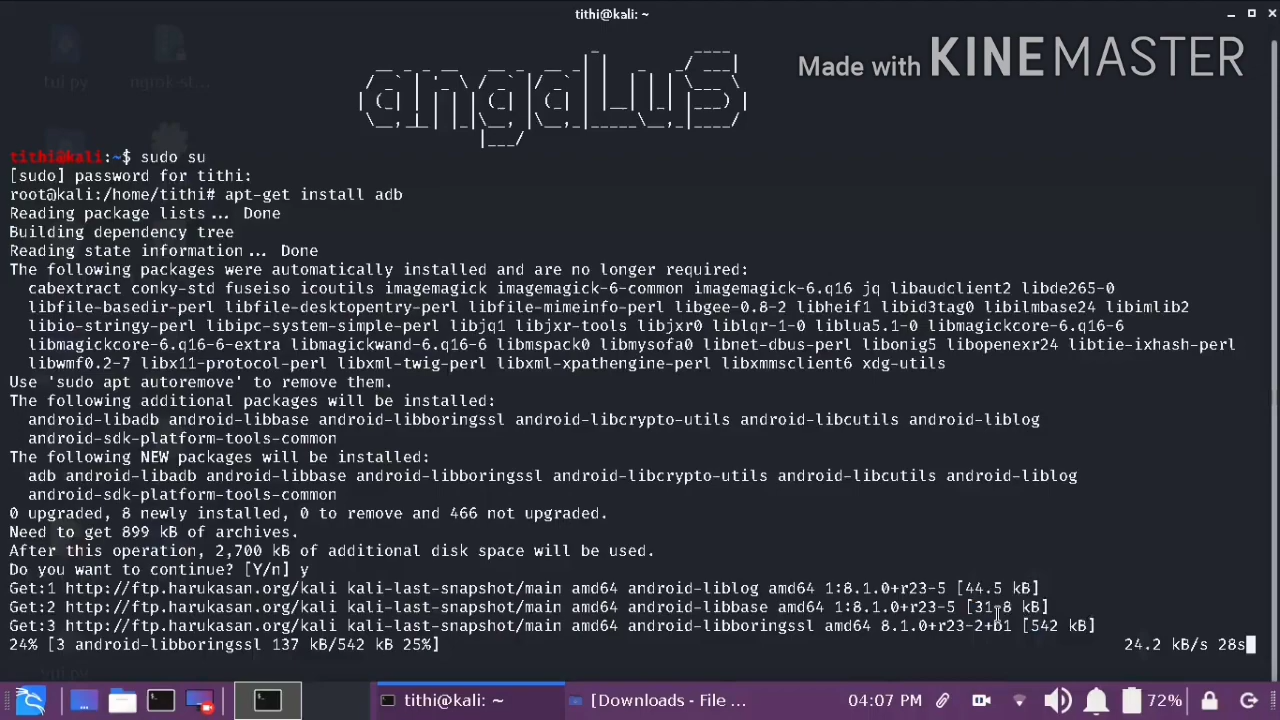 tithi@kali: ~
Made with KINEMASTER
angalus
tui.py
ngrok-st...
tithi@kali:~$ sudo su
[sudo] password for tithi:
root@kali:/home/tithi# apt-get install adb
Reading package lists... Done
Building dependency tree
Reading state information... Done
The following packages were automatically installed and are no longer required:
cabextract conky-std fuseiso icoutils imagemagick imagemagick-6-common imagemagick-6.q16 jq libaudclient2 libde265-0
libfile-basedir-perl libfile-desktopentry-perl libfile-mimeinfo-perl libgee-0.8-2 libheif1 libid3tag0 libilmbase24 libimlib2
libio-stringy-perl libipc-system-simple-perl libjq1 libjxr-tools libjxr0 liblqr-1-0 liblua5.1-0 libmagickcore-6.q16-6
libmagickcore-6.q16-6-extra libmagickwand-6.q16-6 libmspack0 libmysofa0 libnet-dbus-perl libonig5 libopenexr24 libtie-ixhash-perl
libwmf0.2-7 libx11-protocol-perl libxml-twig-perl libxml-xpathengine-perl libxmmsclient6 xdg-utils
Use 'sudo apt autoremove' to remove them.
The following additional packages will be installed:
android-libadb android-libbase android-libboringssl android-libcrypto-utils android-libcutils android-liblog
android-sdk-platform-tools-common
The following NEW packages will be installed:
adb android-libadb android-libbase android-libboringssl android-libcrypto-utils android-libcutils android-liblog
android-sdk-platform-tools-common
0 upgraded, 8 newly installed, 0 to remove and 466 not upgraded.
Need to get 899 kB of archives.
After this operation, 2,700 kB of additional disk space will be used.
Do you want to continue? [Y/n] y
Get:1 http://ftp.harukasan.org/kali kali-last-snapshot/main amd64 android-liblog amd64 1:8.1.0+r23-5 [44.5 kB]
Get:2 http://ftp.harukasan.org/kali kali-last-snapshot/main amd64 android-libbase amd64 1:8.1.0+r23-5 [31.8 kB]
Get:3 http://ftp.harukasan.org/kali kali-last-snapshot/main amd64 android-libboringssl amd64 8.1.0+r23-2+b1 [542 kB]
24% [3 android-libboringssl 137 kB/542 kB 25%] 24.2 kB/s 28s
tithi@kali: ~ [Downloads - File ... 04:07 PM 72%